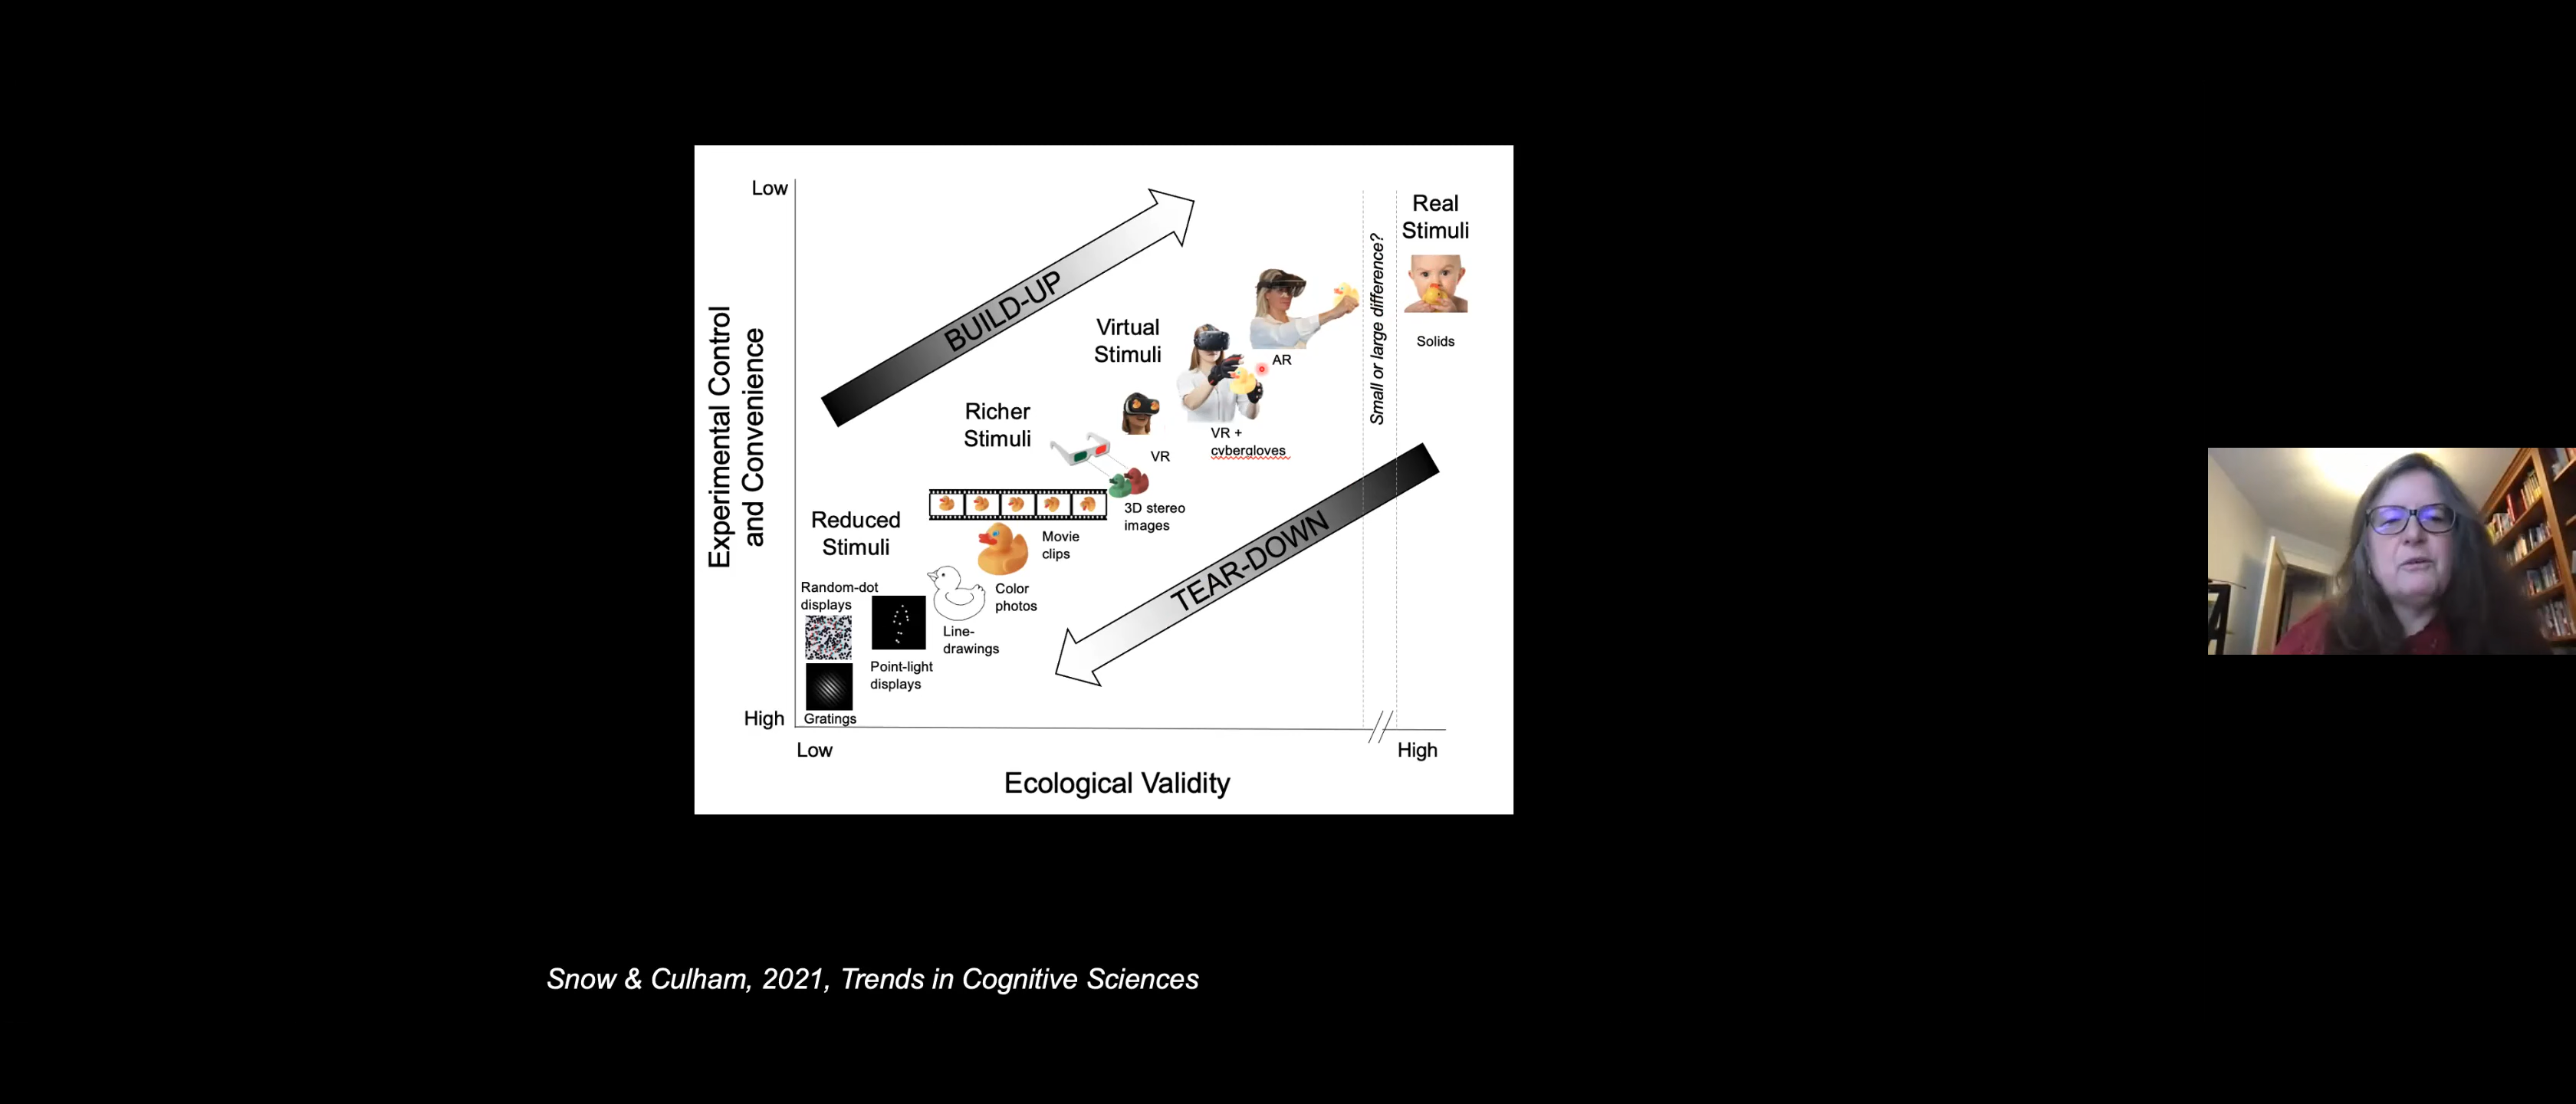 Low
BUILD-UP
Real
Stimuli
Small or large difference?
Solids
Experimental Control
and Convenience
Virtual
Stimuli
AR
VR +
cybergloves
VR
Richer
Stimuli
3D stereo
images
Movie
clips
Reduced
Stimuli
Color
photos
Random-dot
displays
Line-
drawings
Point-light
displays
Gratings
TEAR-DOWN
High
Low
High
Ecological Validity
Snow & Culham, 2021, Trends in Cognitive Sciences